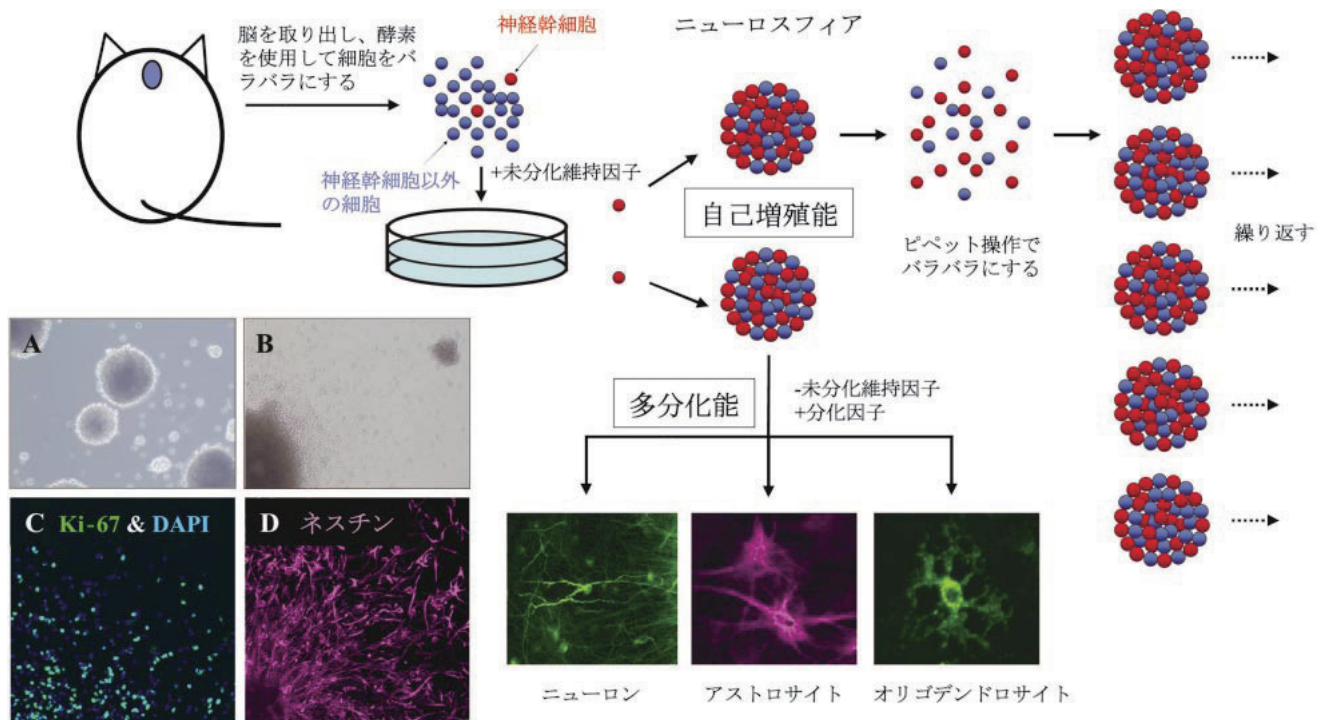 脳を取り出し、酵素
を使用して細胞をバ
ラバラにする
神経幹細胞
神経幹細胞以外
の細胞
+未分化維持因子
ニューロスフィア
自己増殖能
ピペット操作で
バラバラにする
繰り返す
多分化能
-未分化維持因子
+分化因子
A
B
C Ki-67 & DAPI
D ネスチン
ニューロン
アストロサイト
オリゴデンドロサイト